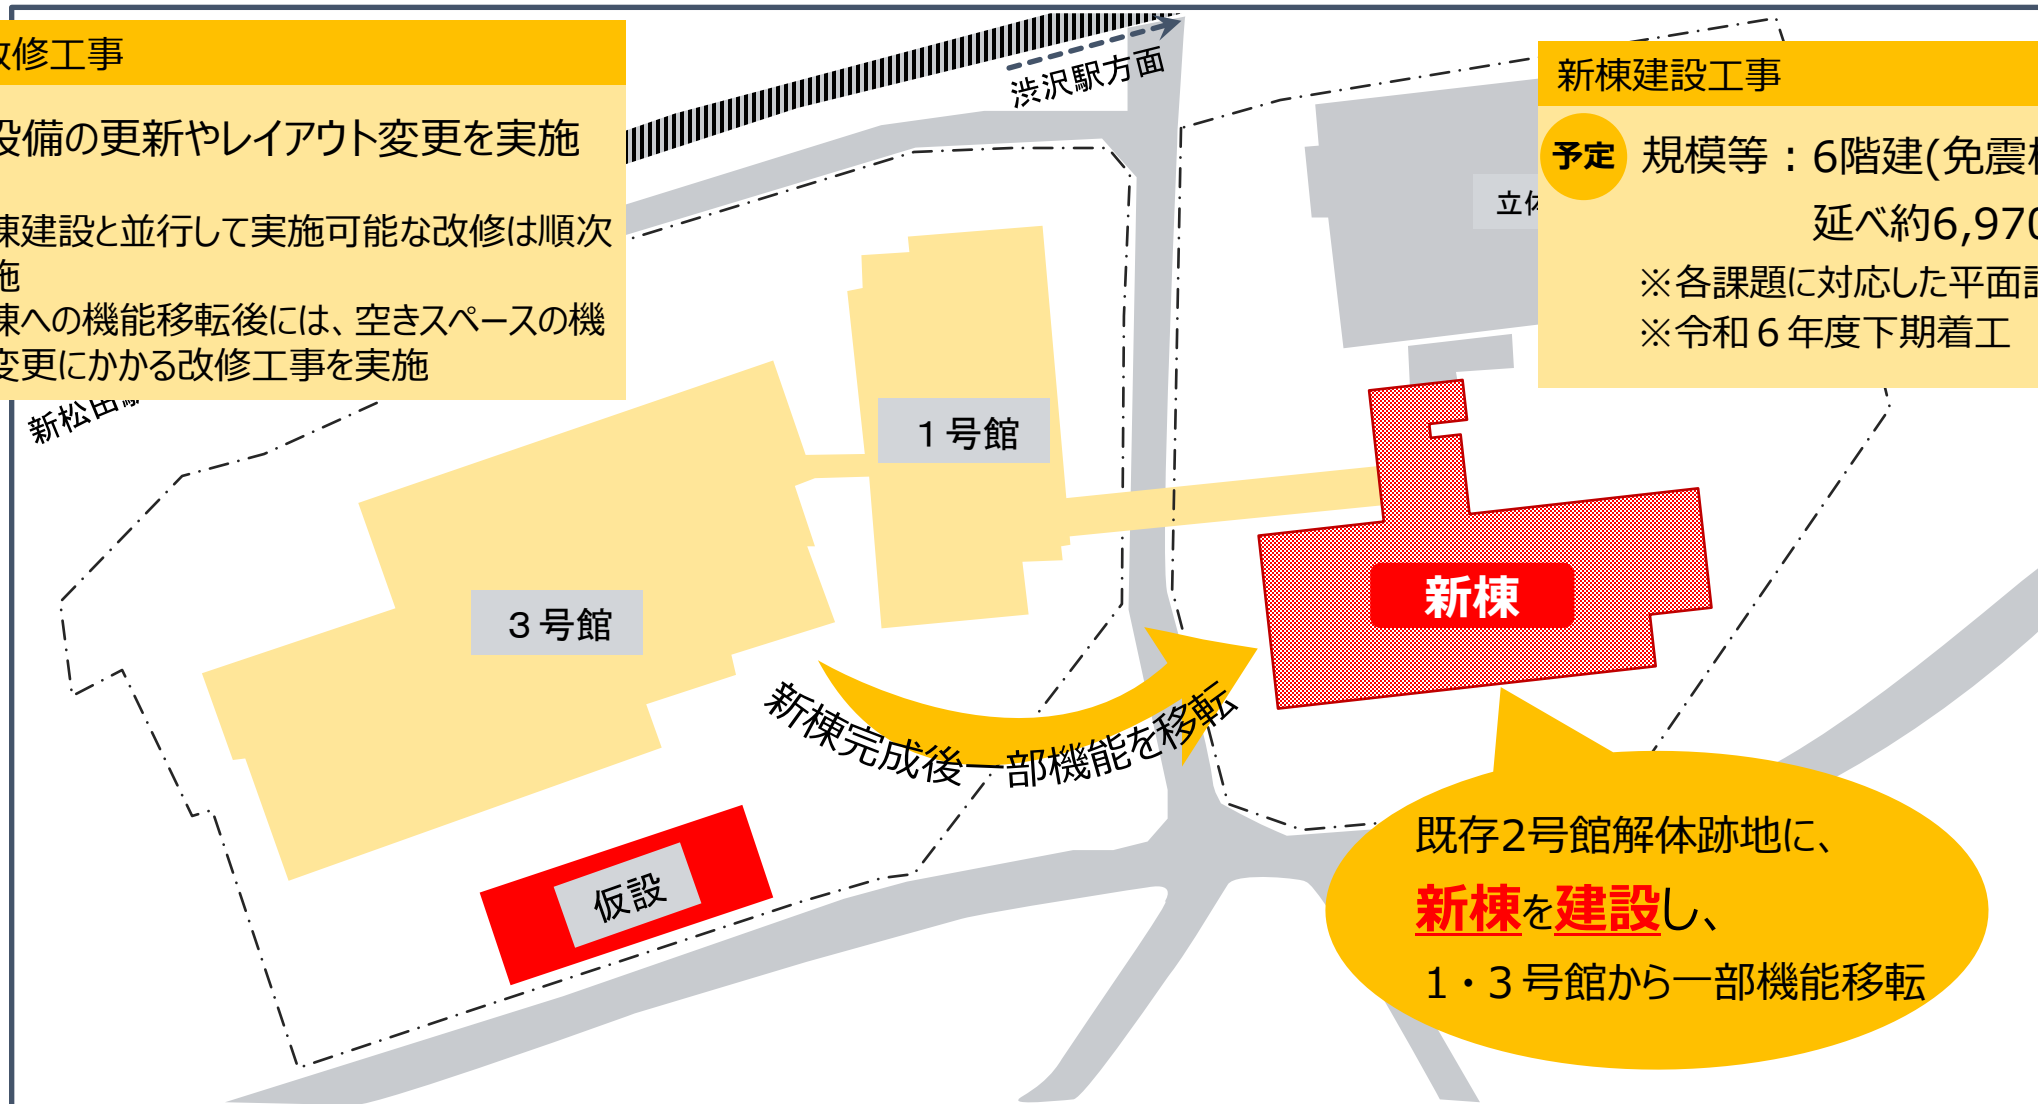 改修工事
設備の更新やレイアウト変更を実施
棟建設と並行して実施可能な改修は順次
施
棟への機能移転後には、空きスペースの機
変更にかかる改修工事を実施
新松田駅
渋沢駅方面
新棟建設工事
予定 規模等：6階建(免震
延べ約6,970
※各課題に対応した平面計
※令和６年度下期着工
立体
１号館
３号館
新棟
仮設
新棟完成後一部機能を移転
既存2号館解体跡地に、
新棟を建設し、
１・３号館から一部機能移転